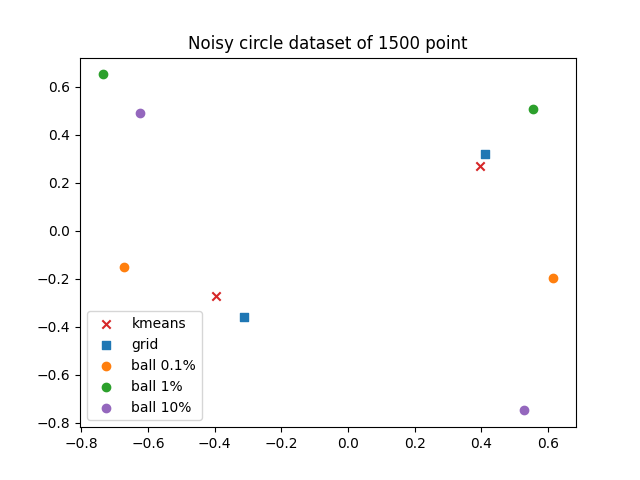 Noisy circle dataset of 1500 point
0.6
0.4
0.2
0.0
−0.2
−0.4
−0.6
−0.8
kmeans
grid
ball 0.1%
ball 1%
ball 10%
−0.8 −0.6 −0.4 −0.2 0.0 0.2 0.4 0.6